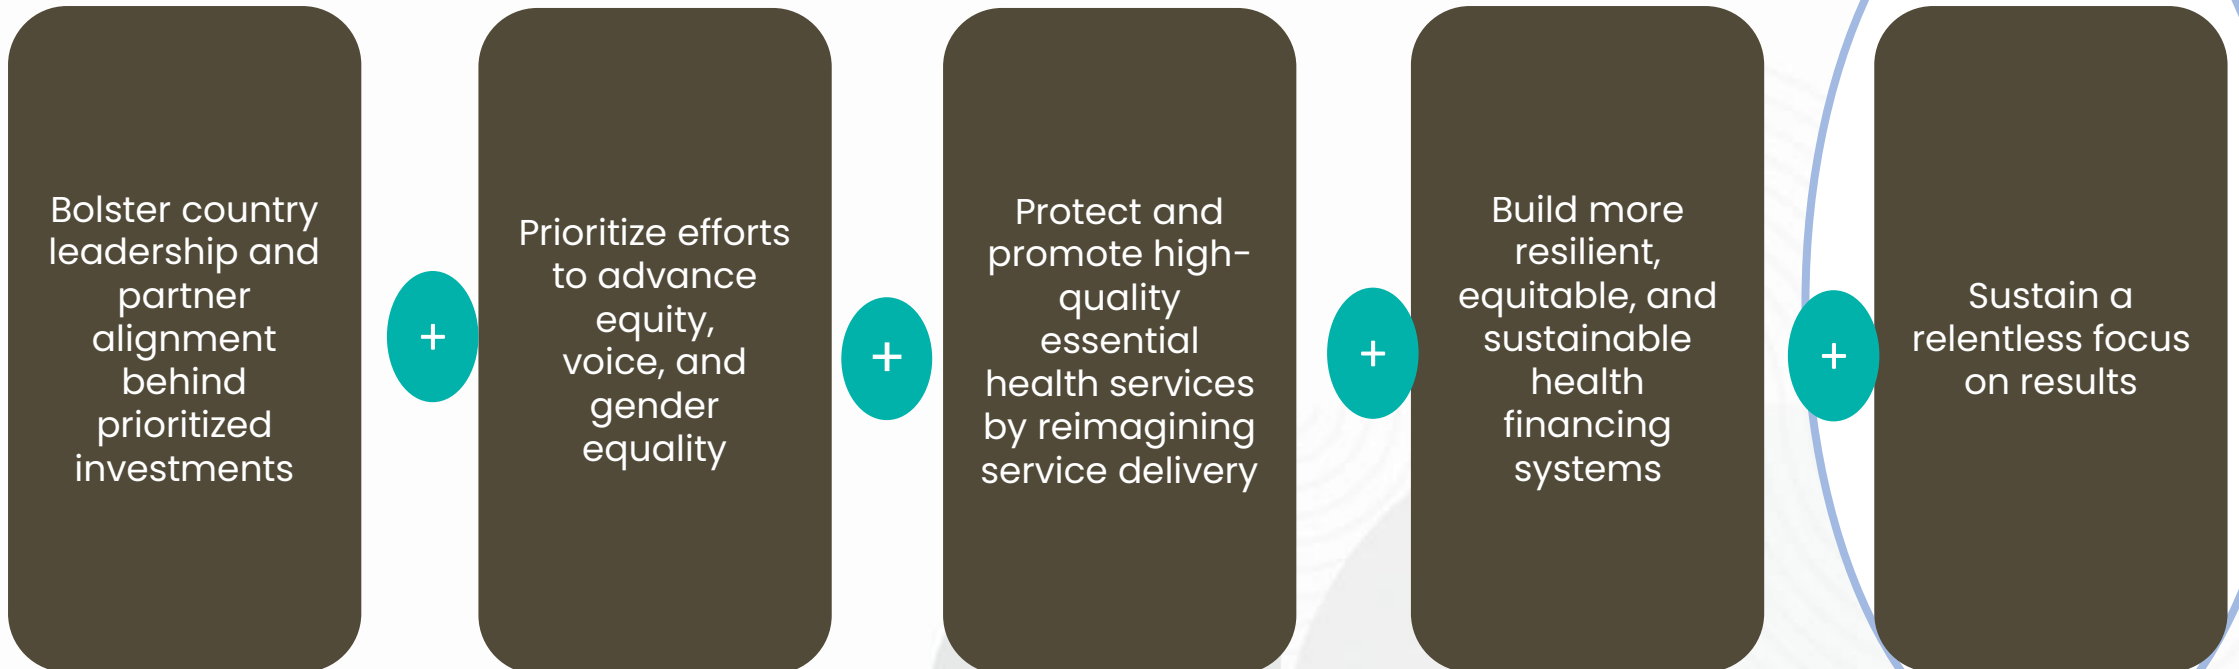 Bolster country
leadership and
partner
alignment
behind
prioritized
investments
+
Prioritize efforts
to advance
equity,
voice, and
gender
equality
+
Protect and
promote high-
quality
essential
health services
by reimagining
service delivery
+
Build more
resilient,
equitable, and
sustainable
health
financing
systems
+
Sustain a
relentless focus
on results